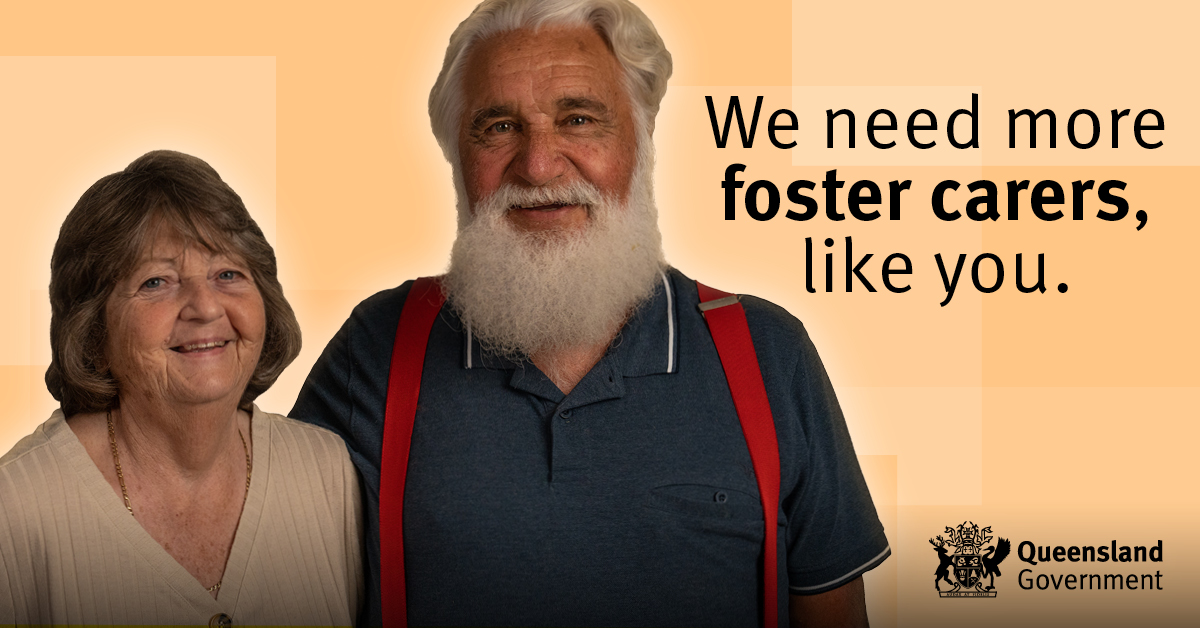 We need more
foster carers,
like you.
Queensland
Government